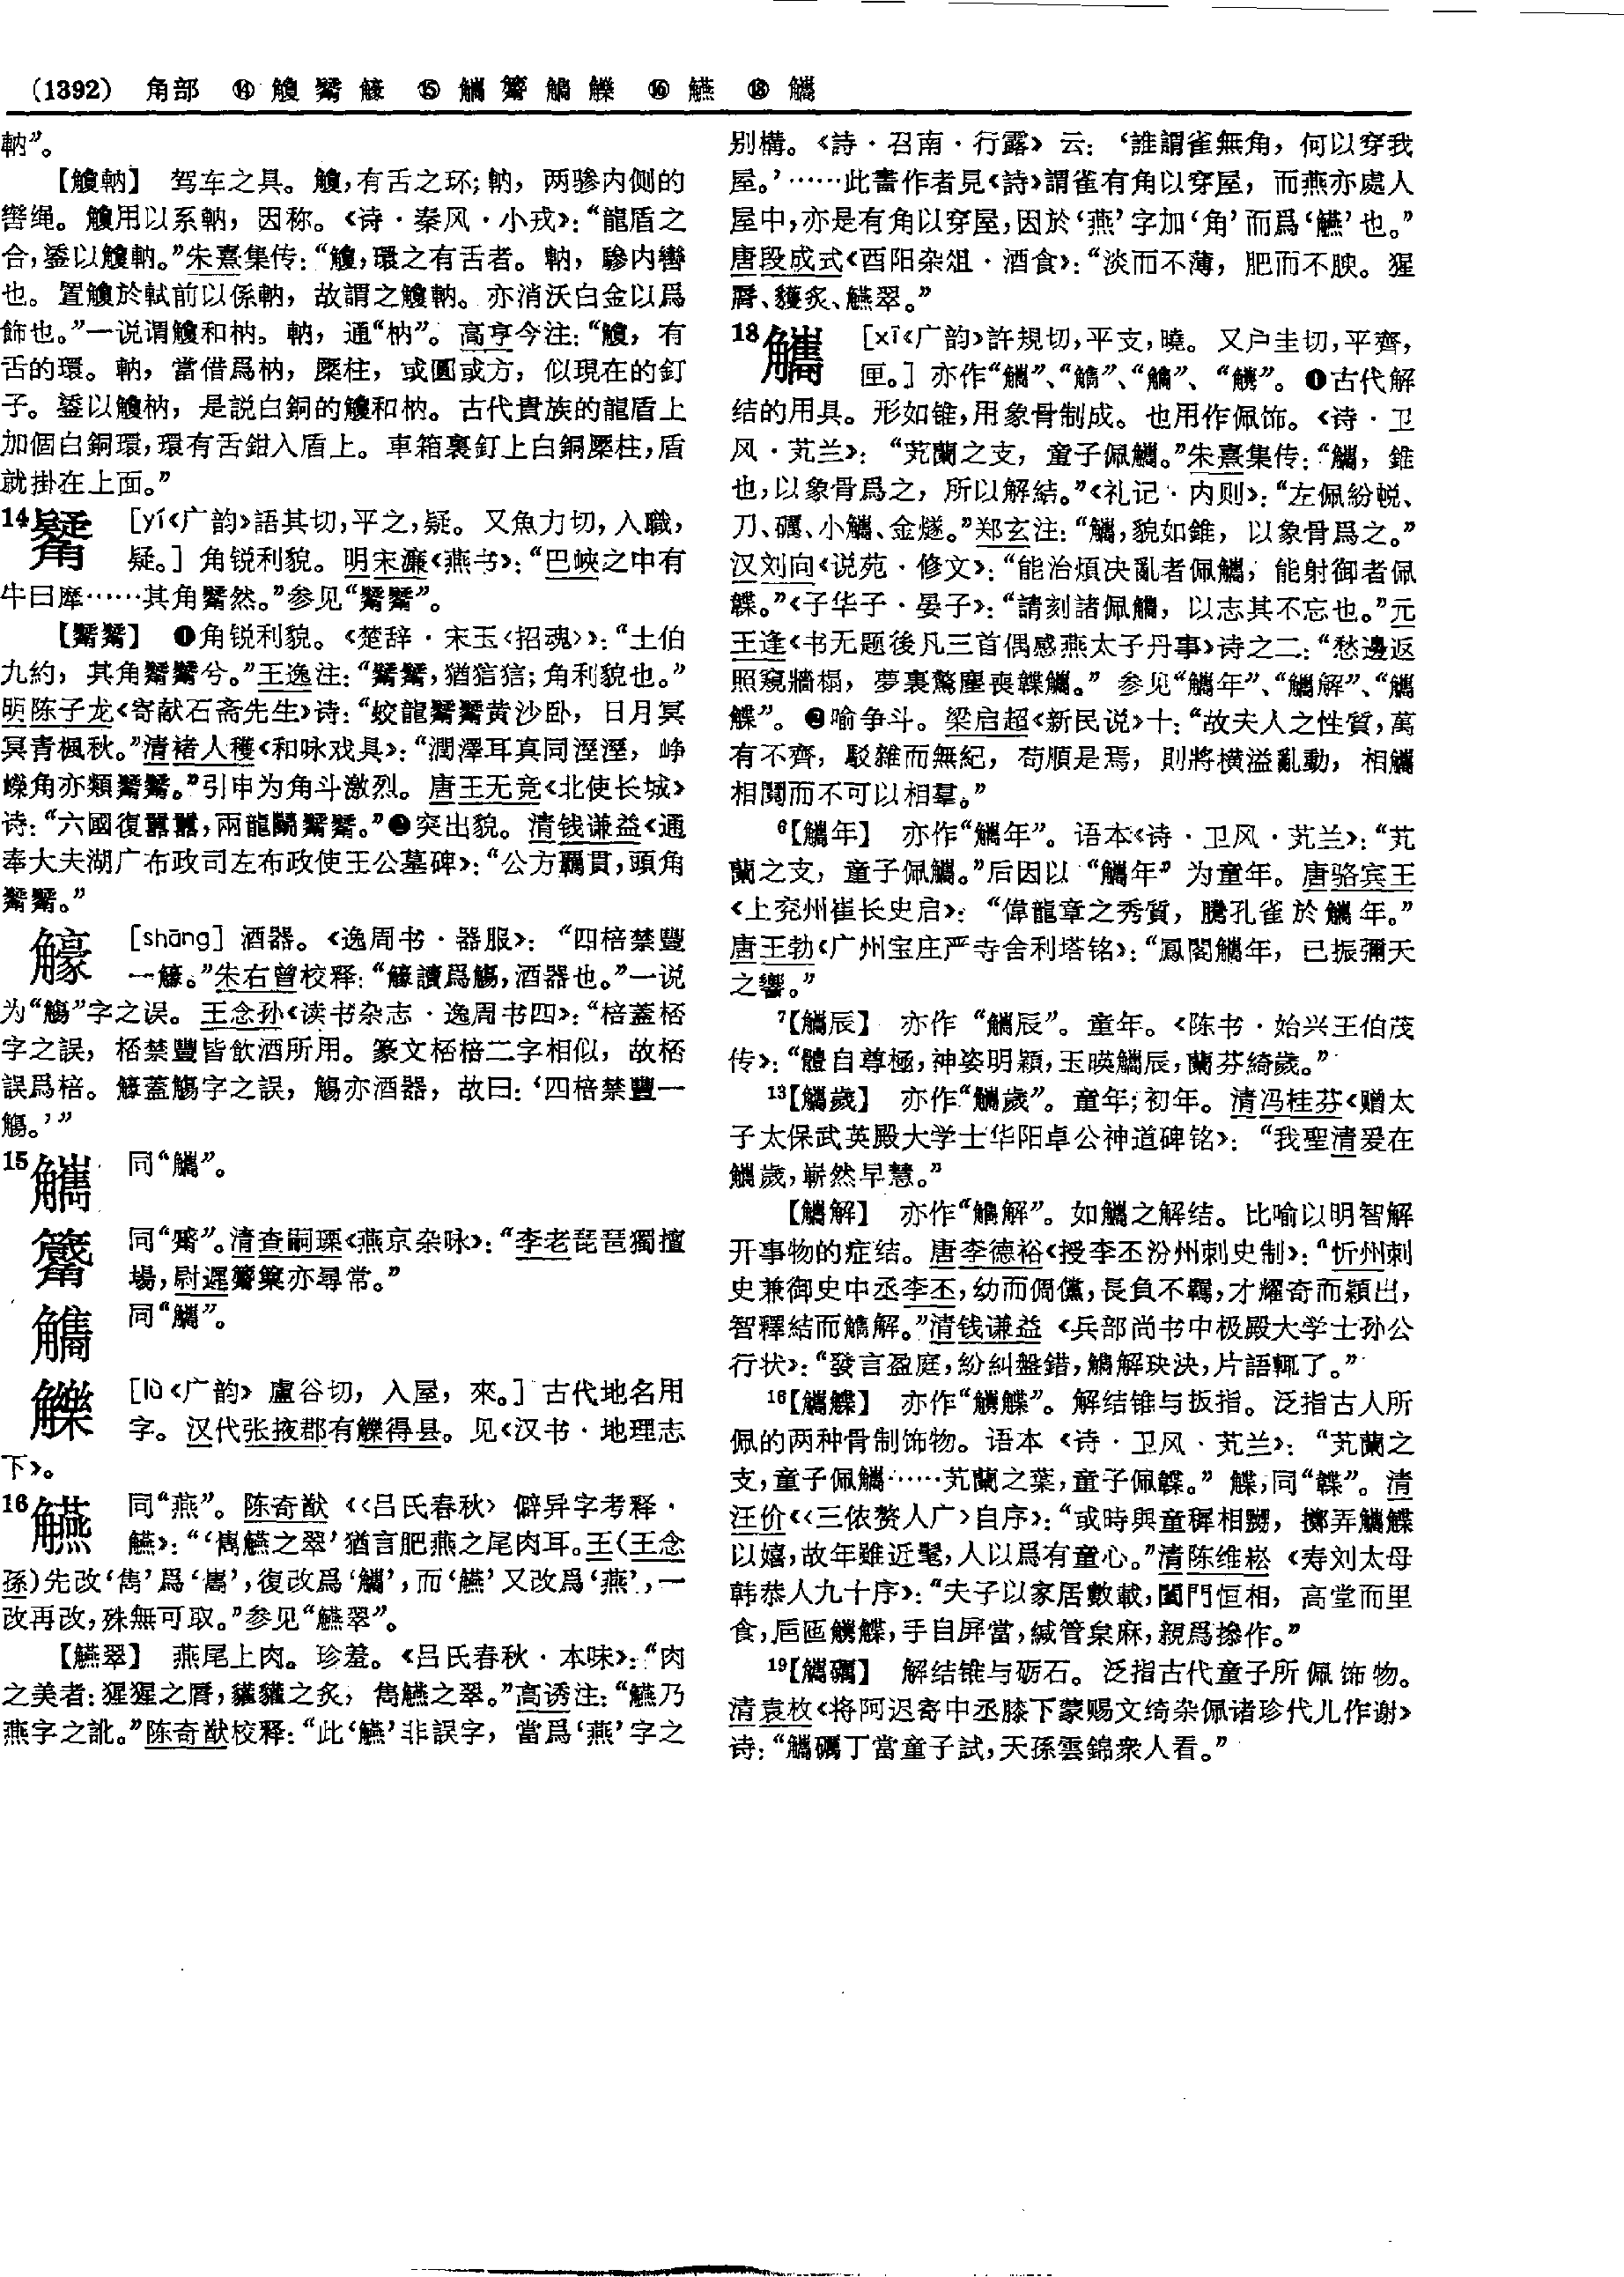 (1392) 角部 ⑭ 觼 觺 䚪 ⑮ 觿 觱 觹 觻 ⑯ 觾 ⑱ 觿
軜”。
【觼軜】 驾车之具。觼,有舌之环;軜,两骖内侧的
辔绳。觼用以系軜,因称。《诗·秦风·小戎》:“龍盾之
合,鋈以觼軜。”朱熹集传:“觼,環之有舌者。軜,驂内轡
也。置觼於軾前以係軜,故謂之觼軜。亦消沃白金以爲
飾也。”一说谓觼和枘。軜,通“枘”。高亨今注:“觼,有
舌的環。軜,當借爲枘,橜柱,或圓或方,似現在的釘
子。鋈以觼枘,是説白銅的觼和枘。古代貴族的龍盾上
加個白銅環,環有舌鉗入盾上。車箱裏釘上白銅橜柱,盾
就掛在上面。”
14 觺 [yí《广韵》語其切,平之,疑。又魚力切,入職,
疑。] 角锐利貌。明宋濂《燕书》:“巴峽之中有
牛曰犘……其角觺然。”参见“觺觺”。
【觺觺】 ❶角锐利貌。《楚辞·宋玉〈招魂〉》:“土伯
九約,其角觺觺兮。”王逸注:“觺觺,猶狺狺;角利貌也。”
明陈子龙《寄献石斋先生》诗:“蛟龍觺觺黄沙卧,日月冥
冥青楓秋。”清褚人穫《和咏戏具》:“潤澤耳真同溼溼,崢
嶸角亦類觺觺。”引申为角斗激烈。唐王无竞《北使长城》
诗:“六國復嚻嚻,兩龍鬭觺觺。”❷突出貌。清钱谦益《通
奉大夫湖广布政司左布政使王公墓碑》:“公方羈貫,頭角
觺觺。”
[shāng] 酒器。《逸周书·器服》:“四棓禁豐
一。”朱右曾校释:“讀爲觴,酒器也。”一说
为“觴”字之误。王念孙《读书杂志·逸周书四》:“棓蓋桮
字之誤,桮禁豐皆飲酒所用。篆文桮棓二字相似,故桮
誤爲棓。蓋觴字之誤,觴亦酒器,故曰:‘四棓禁豐一
觴。’”
15 同“觿”。
同“觱”。清查嗣瑮《燕京杂咏》:“李老琵琶獨擅
場,尉遲篥亦尋常。”
同“觿”。
觻 [lù《广韵》盧谷切,入屋,來。] 古代地名用
字。汉代张掖郡有觻得县。见《汉书·地理志
下》。
16 觾 同“燕”。陈奇猷《〈吕氏春秋〉僻异字考释·
觾》:“‘雋觾之翠’猶言肥燕之尾肉耳。王(王念
孫)先改‘雋’爲‘巂’,復改爲‘觿’,而‘觾’又改爲‘燕’,一
改再改,殊無可取。”参见“觾翠”。
【觾翠】 燕尾上肉。珍羞。《吕氏春秋·本味》:“肉
之美者:猩猩之脣,貛貛之炙,雋觾之翠。”高诱注:“觾乃
燕字之訛。”陈奇猷校释:“此‘觾’非誤字,當爲‘燕’字之
别構。《詩·召南·行露》云:‘誰謂雀無角,何以穿我
屋。’……此書作者見《詩》謂雀有角以穿屋,而燕亦處人
屋中,亦是有角以穿屋,因於‘燕’字加‘角’而爲‘觾’也。”
唐段成式《酉阳杂俎·酒食》:“淡而不薄,肥而不腴。猩
脣、貛炙、觾翠。”
18 觿 [xī《广韵》許規切,平支,曉。又户圭切,平齊,
匣。] 亦作“”、“”、“”、“”。❶古代解
结的用具。形如锥,用象骨制成。也用作佩饰。《诗·卫
风·芄兰》:“芄蘭之支,童子佩觿。”朱熹集传:“觿,錐
也,以象骨爲之,所以解結。”《礼记·内则》:“左佩紛帨、
刀、礪、小觿、金燧。”郑玄注:“觿,貌如錐,以象骨爲之。”
汉刘向《说苑·修文》:“能治煩决亂者佩觿,能射御者佩
韘。”《子华子·晏子》:“請刻諸佩觿,以志其不忘也。”元
王逢《书无题後凡三首偶感燕太子丹事》诗之二:“愁邊返
照窺牆榻,夢裏驚塵喪韘觿。” 参见“觿年”、“觿解”、“觿
䚢”。❷喻争斗。梁启超《新民说》十:“故夫人之性質,萬
有不齊,駁雜而無紀,苟順是焉,則將横溢亂動,相觿
相鬩而不可以相羣。”
6【觿年】 亦作“觿年”。语本《诗·卫风·芄兰》:“芄
蘭之支,童子佩觿。”后因以“觿年”为童年。唐骆宾王
《上兖州崔长史启》:“偉龍章之秀質,騰孔雀於觿年。”
唐王勃《广州宝庄严寺舍利塔铭》:“鳳閣觿年,已振彌天
之響。”
7【觿辰】 亦作“觿辰”。童年。《陈书·始兴王伯茂
传》:“體自尊極,神姿明穎,玉暎觿辰,蘭芬綺歲。”
13【觿歲】 亦作“觿歲”。童年;初年。清冯桂芬《赠太
子太保武英殿大学士华阳卓公神道碑铭》:“我聖清爰在
觿歲,嶄然早慧。”
【觿解】 亦作“觹解”。如觿之解结。比喻以明智解
开事物的症结。唐李德裕《授李丕汾州刺史制》:“忻州刺
史兼御史中丞李丕,幼而倜儻,長負不羈,才耀奇而穎出,
智釋結而觹解。”清钱谦益《兵部尚书中极殿大学士孙公
行状》:“發言盈庭,紛糾盤錯,觹解玦決,片語輒了。”
16【觿䚢】 亦作“䚢”。解结锥与扳指。泛指古人所
佩的两种骨制饰物。语本《诗·卫风·芄兰》:“芄蘭之
支,童子佩觿……芄蘭之葉,童子佩韘。”䚢,同“韘”。清
汪价《〈三侬赘人广〉自序》:“或時與童穉相嬲,擲弄觿䚢
以嬉,故年雖近髦,人以爲有童心。”清陈维崧《寿刘太母
韩恭人九十序》:“夫子以家居數載,閫門恒相,高堂而里
食,巵匜䚢,手自屏當,緘管枲麻,親爲摻作。”
19【觿礪】 解结锥与砺石。泛指古代童子所佩饰物。
清袁枚《将阿迟寄中丞膝下蒙赐文绮杂佩诸珍代儿作谢》
诗:“觿礪丁當童子試,天孫雲錦衆人看。”